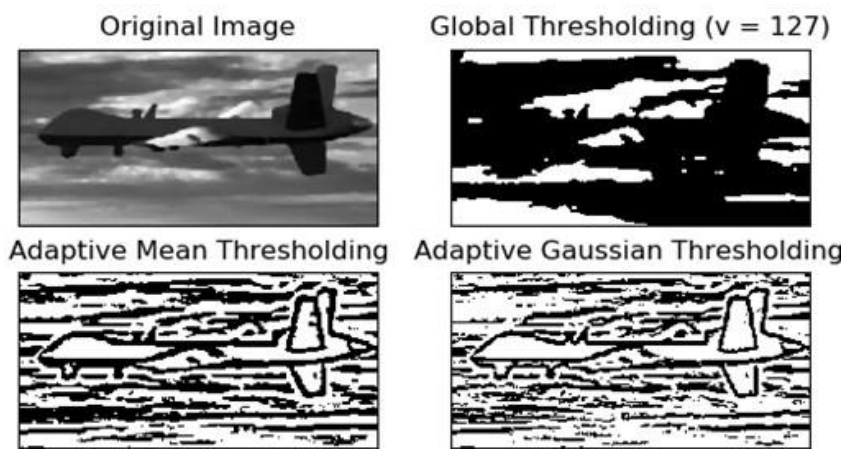 Original Image
Global Thresholding (v = 127)
Adaptive Mean Thresholding
Adaptive Gaussian Thresholding